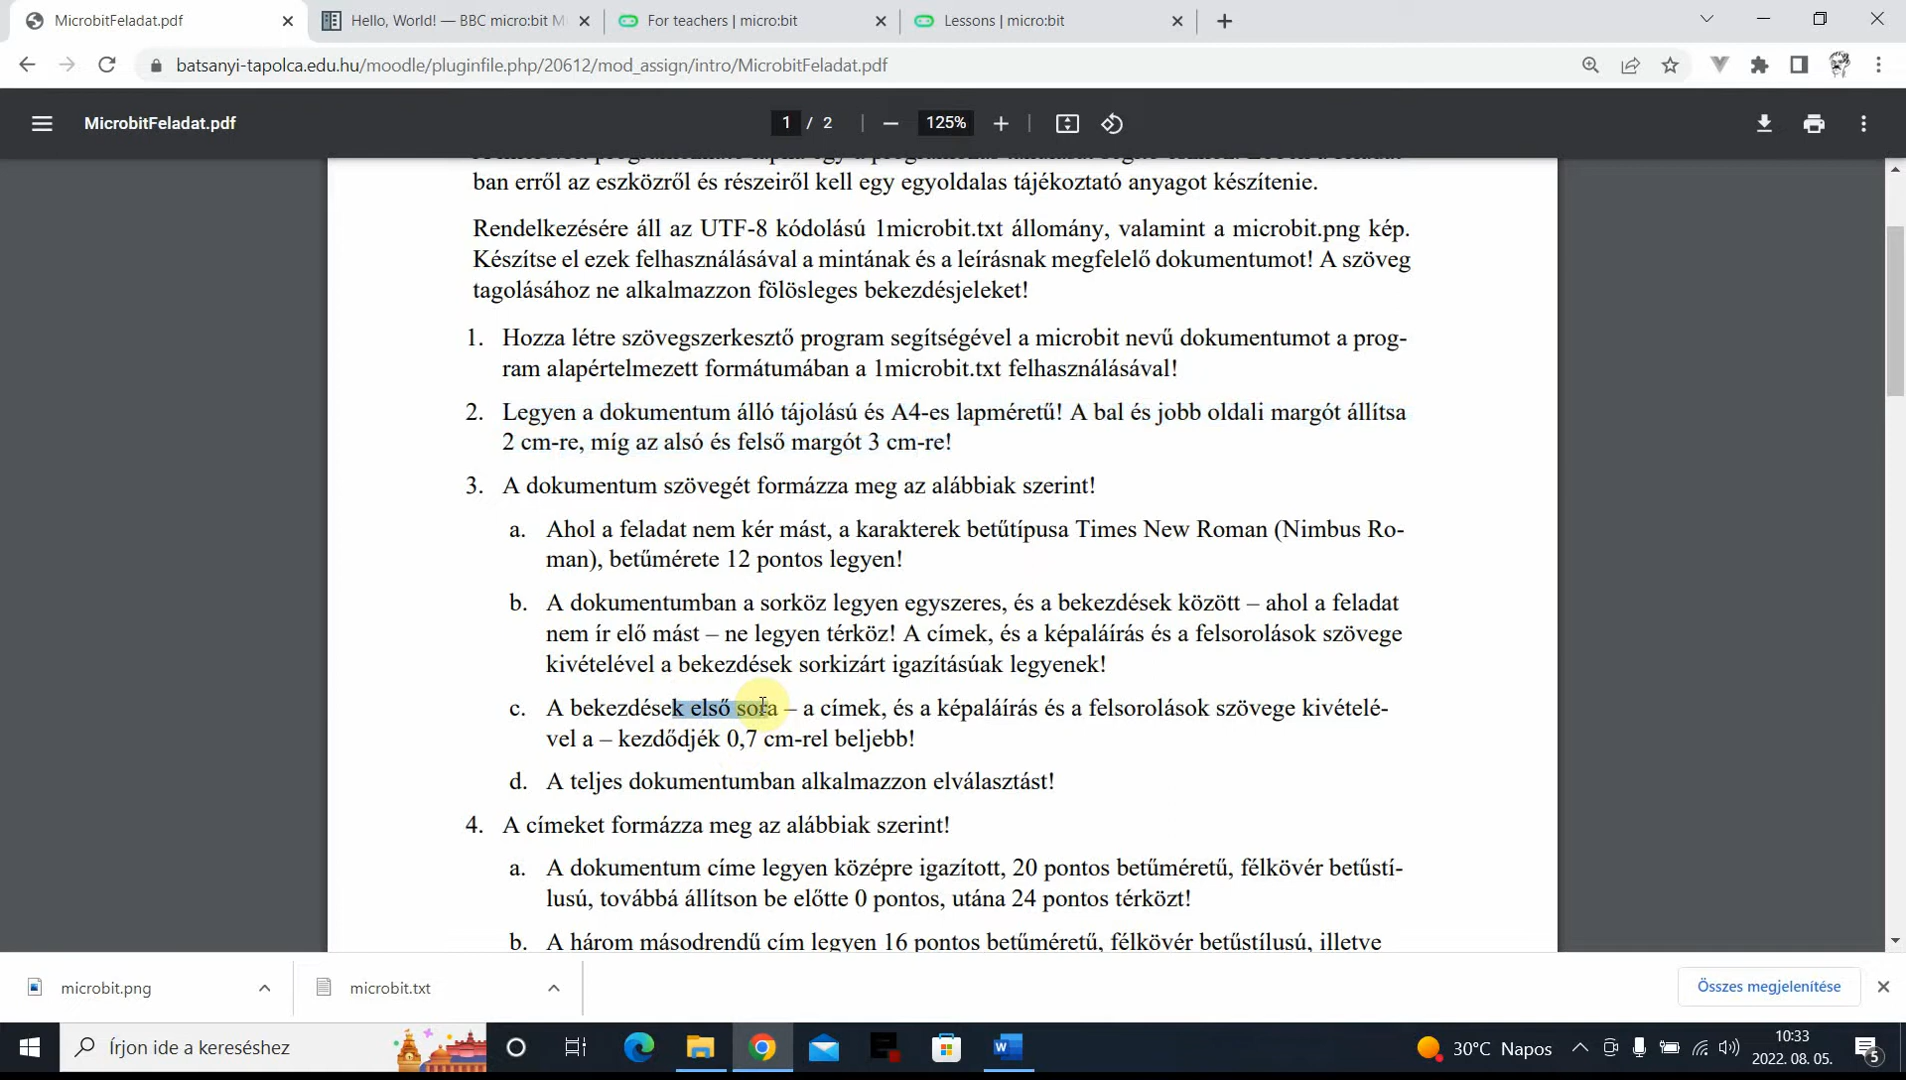 MicrobitFeladat.pdf
Hello, World! — BBC micro:bit M
For teachers | micro:bit
Lessons | micro:bit
batsanyi-tapolca.edu.hu/moodle/pluginfile.php/20612/mod_assign/intro/MicrobitFeladat.pdf
MicrobitFeladat.pdf
1 / 2
125%
ban erről az eszközről és részeiről kell egy egyoldalas tájékoztató anyagot készítenie.
Rendelkezésére áll az UTF-8 kódolású 1microbit.txt állomány, valamint a microbit.png kép.
Készítse el ezek felhasználásával a mintának és a leírásnak megfelelő dokumentumot! A szöveg
tagolásához ne alkalmazzon fölösleges bekezdésjeleket!
1. Hozza létre szövegszerkesztő program segítségével a microbit nevű dokumentumot a prog-
ram alapértelmezett formátumában a 1microbit.txt felhasználásával!
2. Legyen a dokumentum álló tájolású és A4-es lapméretű! A bal és jobb oldali margót állítsa
2 cm-re, míg az alsó és felső margót 3 cm-re!
3. A dokumentum szövegét formázza meg az alábbiak szerint!
a. Ahol a feladat nem kér mást, a karakterek betűtípusa Times New Roman (Nimbus Ro-
man), betűmérete 12 pontos legyen!
b. A dokumentumban a sorköz legyen egyszeres, és a bekezdések között – ahol a feladat
nem ír elő mást – ne legyen térköz! A címek, és a képaláírás és a felsorolások szövege
kivételével a bekezdések sorkizárt igazításúak legyenek!
c. A bekezdések első sora – a címek, és a képaláírás és a felsorolások szövege kivételé-
vel a – kezdődjék 0,7 cm-rel beljebb!
d. A teljes dokumentumban alkalmazzon elválasztást!
4. A címeket formázza meg az alábbiak szerint!
a. A dokumentum címe legyen középre igazított, 20 pontos betűméretű, félkövér betűstí-
lusú, továbbá állítson be előtte 0 pontos, utána 24 pontos térközt!
b. A három másodrendű cím legyen 16 pontos betűméretű, félkövér betűstílusú, illetve
microbit.png
microbit.txt
Összes megjelenítése
Írjon ide a kereséshez
30°C Napos
10:33
2022. 08. 05.
5